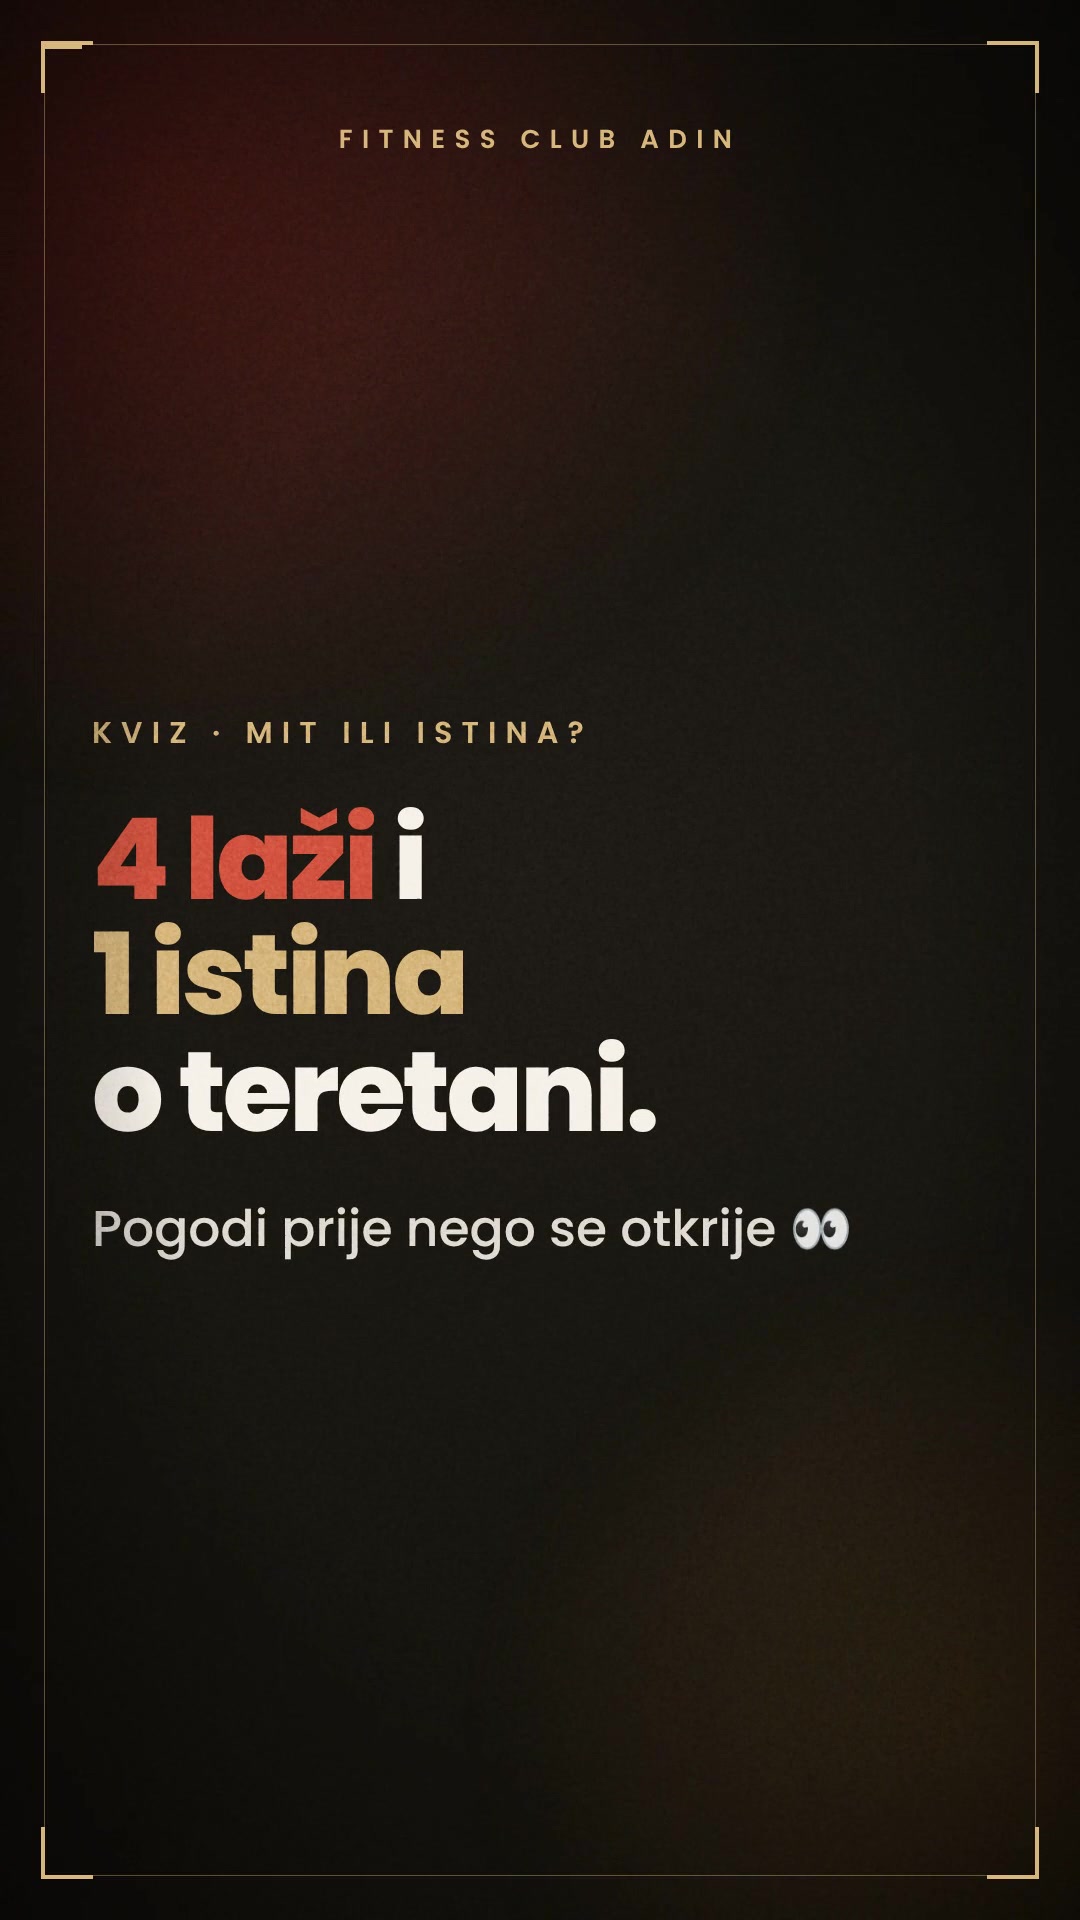 FITNESS CLUB ADIN
KVIZ · MIT ILI ISTINA?
4 laži i
1 istina
o teretani.
Pogodi prije nego se otkrije 👀